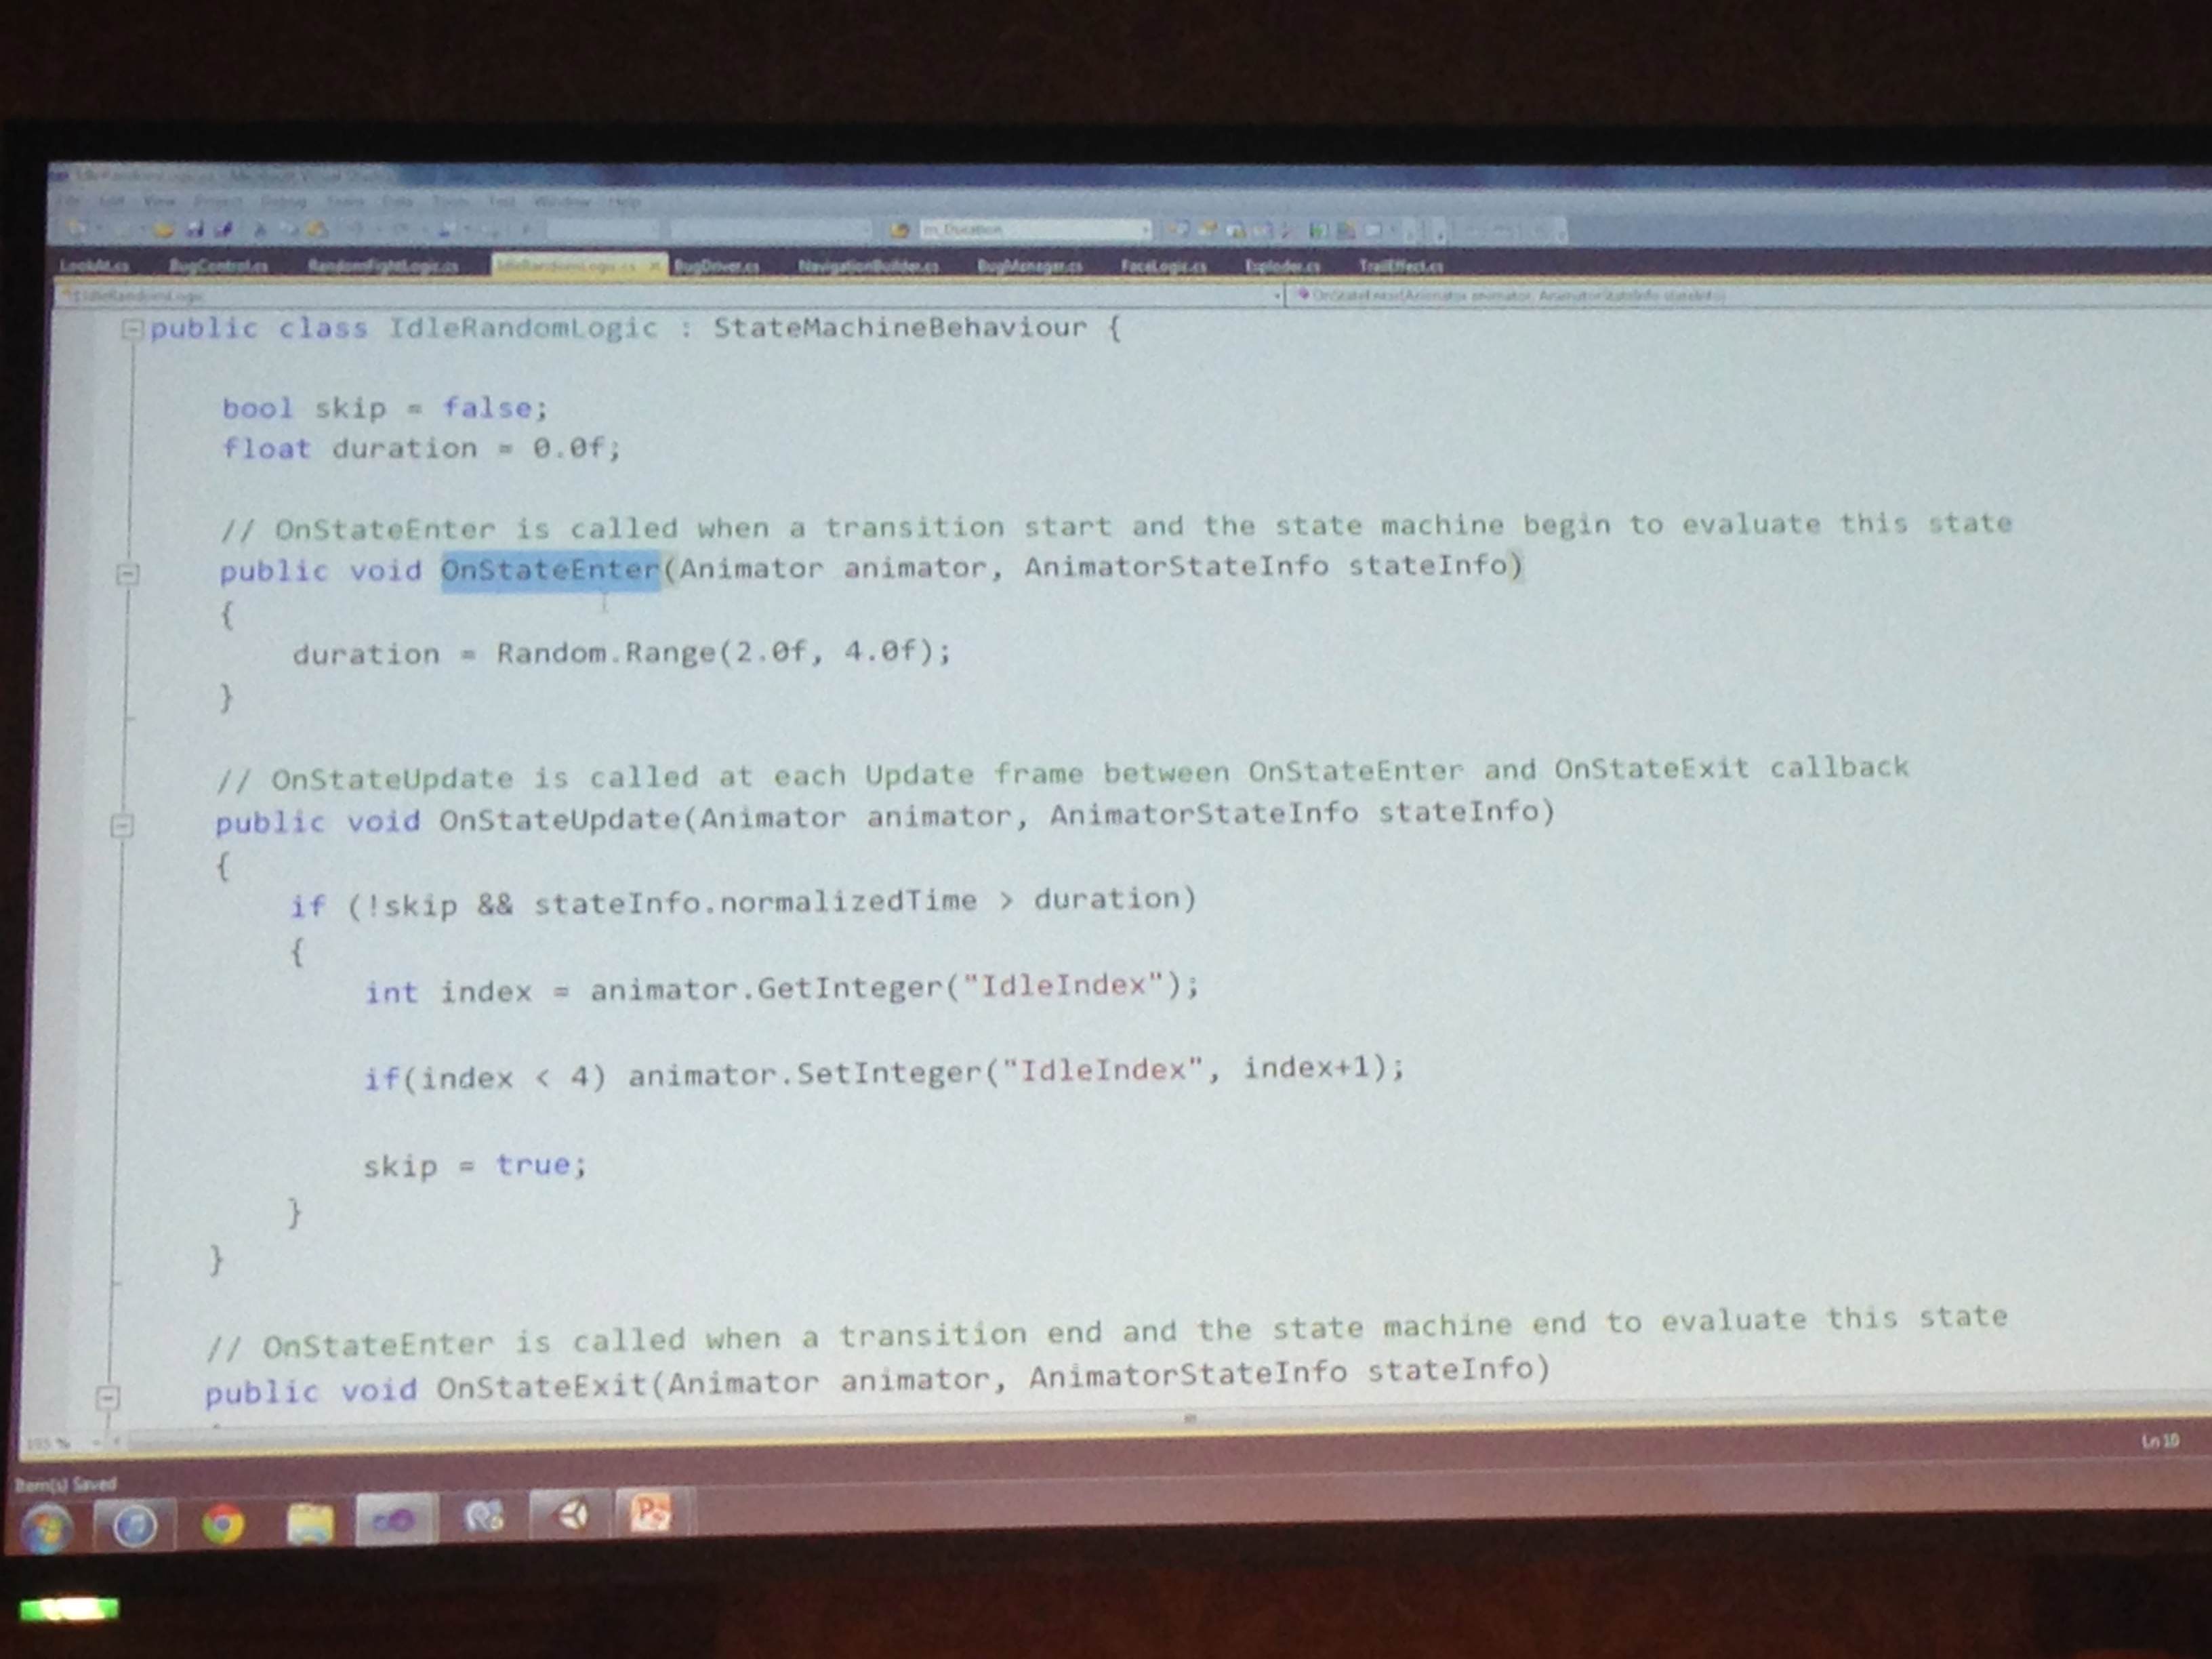 IdleRandomLogic.cs - Microsoft Visual Studio
Edit View Project Debug Team Data Tools Test Window Help
m_Duration
LookAt.cs BugControl.cs RandomFightLogic.cs IdleRandomLogic.cs × BugDriver.cs NavigationBuilder.cs BugManager.cs FaceLogic.cs Exploder.cs TrailEffect.cs
IdleRandomLogic OnStateEnter(Animator animator, AnimatorStateInfo stateInfo)
public class IdleRandomLogic : StateMachineBehaviour {
bool skip = false;
float duration = 0.0f;
// OnStateEnter is called when a transition start and the state machine begin to evaluate this state
public void OnStateEnter(Animator animator, AnimatorStateInfo stateInfo)
{
duration = Random.Range(2.0f, 4.0f);
}
// OnStateUpdate is called at each Update frame between OnStateEnter and OnStateExit callback
public void OnStateUpdate(Animator animator, AnimatorStateInfo stateInfo)
{
if (!skip && stateInfo.normalizedTime > duration)
{
int index = animator.GetInteger("IdleIndex");
if(index < 4) animator.SetInteger("IdleIndex", index+1);
skip = true;
}
}
// OnStateEnter is called when a transition end and the state machine end to evaluate this state
public void OnStateExit(Animator animator, AnimatorStateInfo stateInfo)
Ln 10
Item(s) Saved